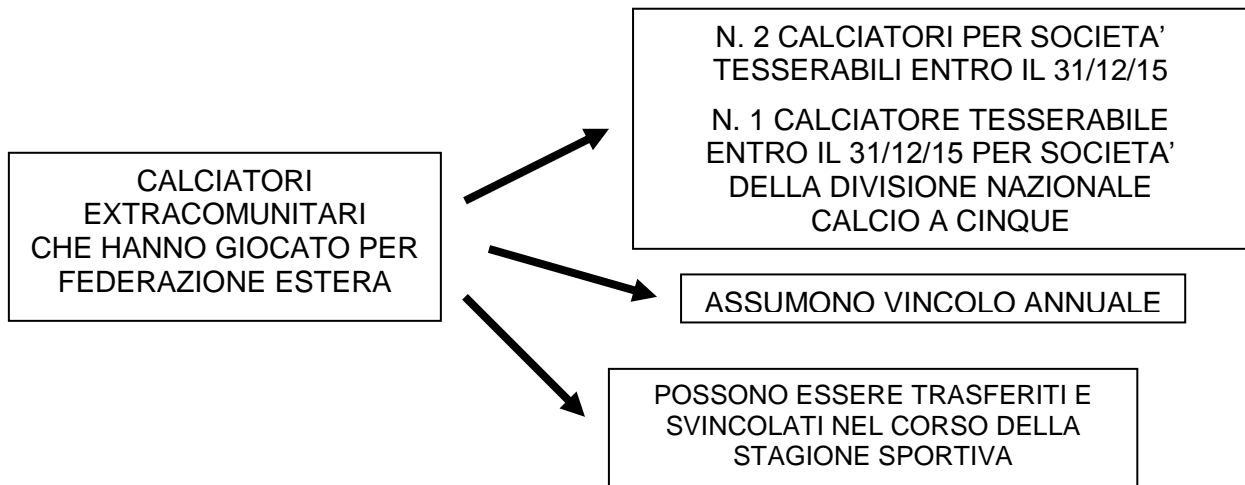 CALCIATORI
EXTRACOMUNITARI
CHE HANNO GIOCATO PER
FEDERAZIONE ESTERA
N. 2 CALCIATORI PER SOCIETA'
TESSERABILI ENTRO IL 31/12/15
N. 1 CALCIATORE TESSERABILE
ENTRO IL 31/12/15 PER SOCIETA'
DELLA DIVISIONE NAZIONALE
CALCIO A CINQUE
ASSUMONO VINCOLO ANNUALE
POSSONO ESSERE TRASFERITI E
SVINCOLATI NEL CORSO DELLA
STAGIONE SPORTIVA